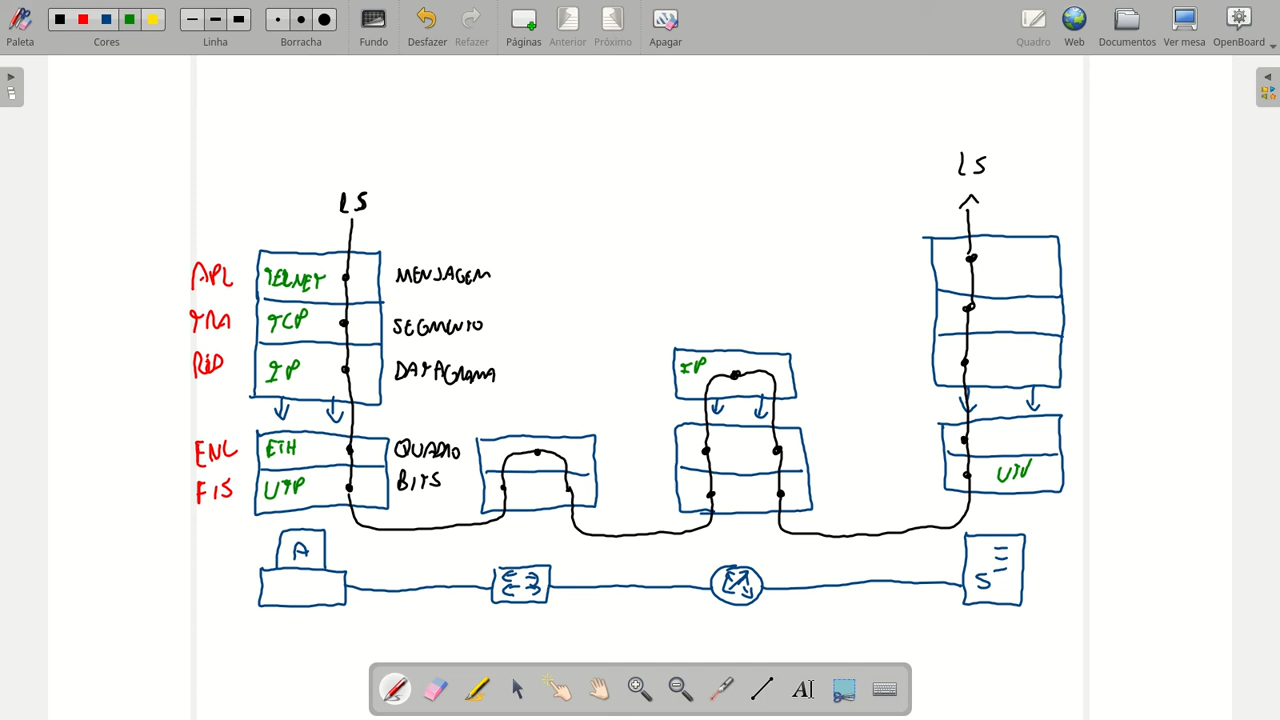 Paleta Cores Linha Borracha Fundo Desfazer Refazer Páginas Anterior Próximo Apagar Quadro Web Documentos Ver mesa OpenBoard
LS
LS
APL TELNET MENSAGEM
TRA TCP SEGMENTO
RED IP DATAGRAMA
IP
ENL ETH QUADRO
FIS UTP BITS
A
S